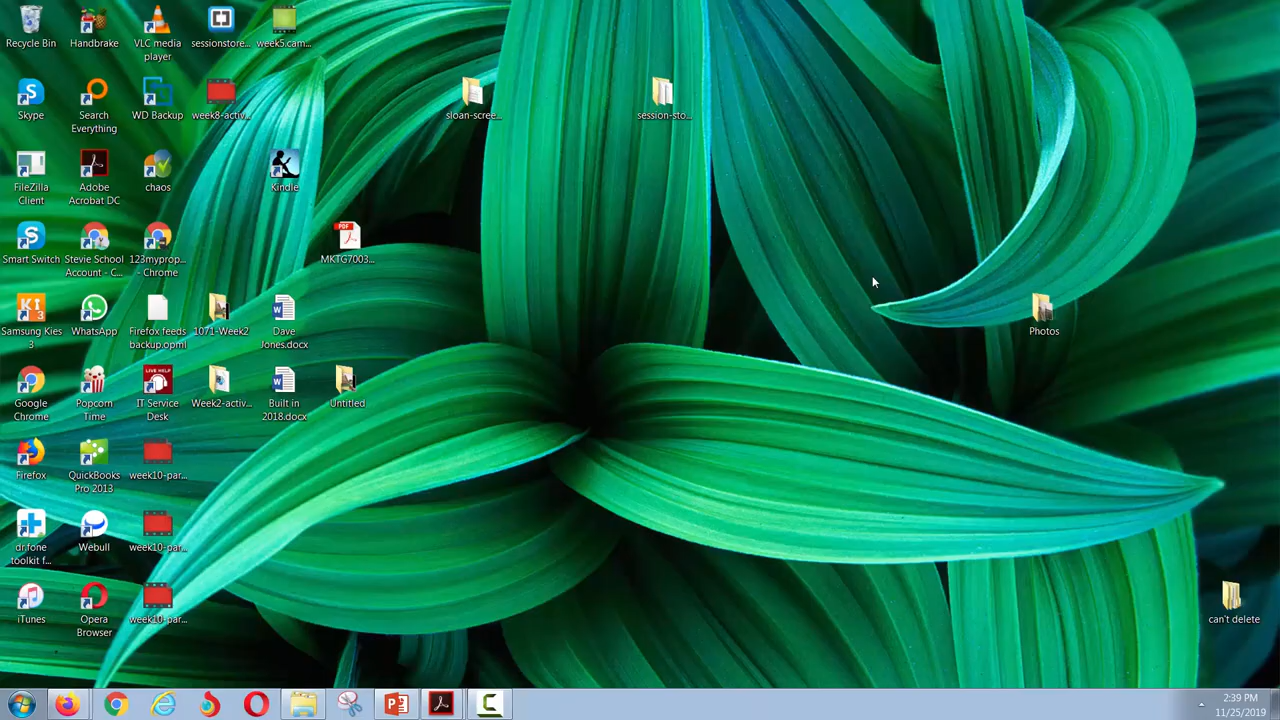 Recycle Bin
Handbrake
VLC media
player
sessionstore...
week5.cam...
Skype
Search
Everything
WD Backup
week8-activ...
sloan-scree...
session-sto...
FileZilla
Client
Adobe
Acrobat DC
chaos
Kindle
Smart Switch
Stevie School
Account - C...
123myprop...
- Chrome
PDF
MKTG7003...
Samsung Kies
3
WhatsApp
Firefox feeds
backup.opml
1071-Week2
Dave
Jones.docx
Photos
Google
Chrome
Popcorn
Time
LIVE HELP
IT Service
Desk
Week2-activ...
Built in
2018.docx
Untitled
Firefox
QuickBooks
Pro 2013
week10-par...
dr.fone
toolkit f...
Webull
week10-par...
iTunes
Opera
Browser
week10-par...
can't delete
2:39 PM
11/25/2019